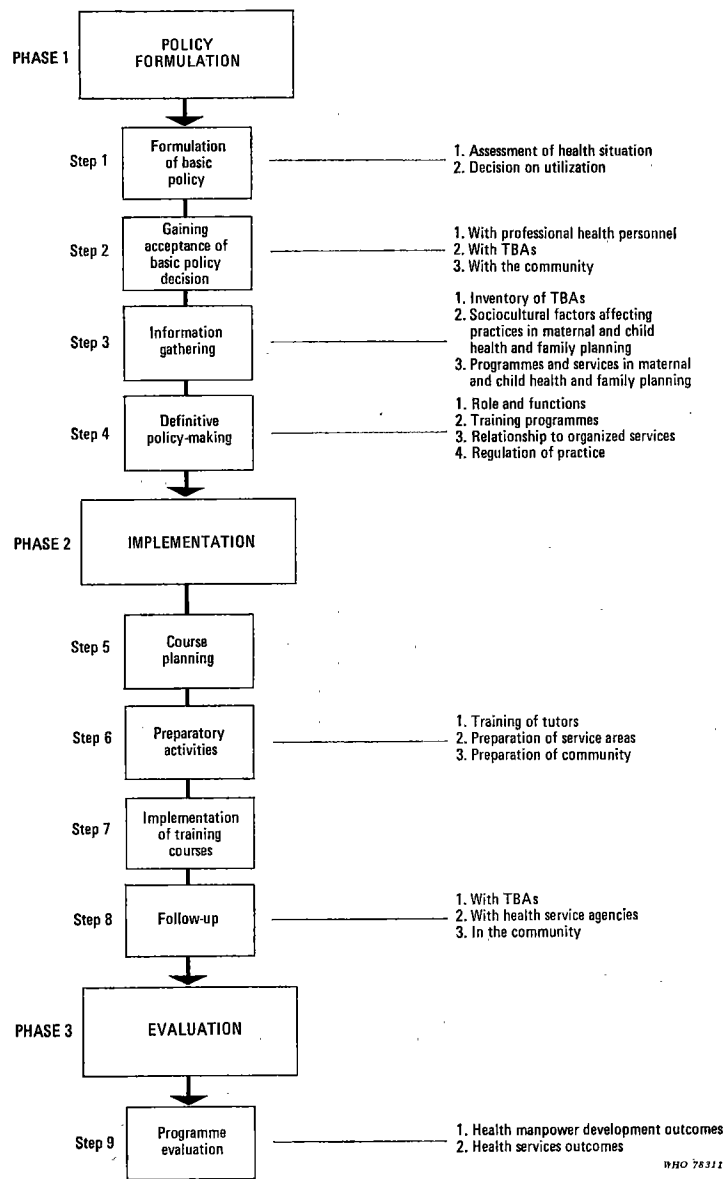 PHASE 1
POLICY
FORMULATION
Step 1
Formulation
of basic
policy
1. Assessment of health situation
2. Decision on utilization
Step 2
Gaining
acceptance of
basic policy
decision
1. With professional health personnel
2. With TBAs
3. With the community
Step 3
Information
gathering
1. Inventory of TBAs
2. Sociocultural factors affecting
practices in maternal and child
health and family planning
3. Programmes and services in maternal
and child health and family planning
Step 4
Definitive
policy-making
1. Role and functions
2. Training programmes
3. Relationship to organized services
4. Regulation of practice
PHASE 2
IMPLEMENTATION
Step 5
Course
planning
Step 6
Preparatory
activities
1. Training of tutors
2. Preparation of service areas
3. Preparation of community
Step 7
Implementation
of training
courses
Step 8
Follow-up
1. With TBAs
2. With health service agencies
3. In the community
PHASE 3
EVALUATION
Step 9
Programme
evaluation
1. Health manpower development outcomes
2. Health services outcomes
WHO 78311